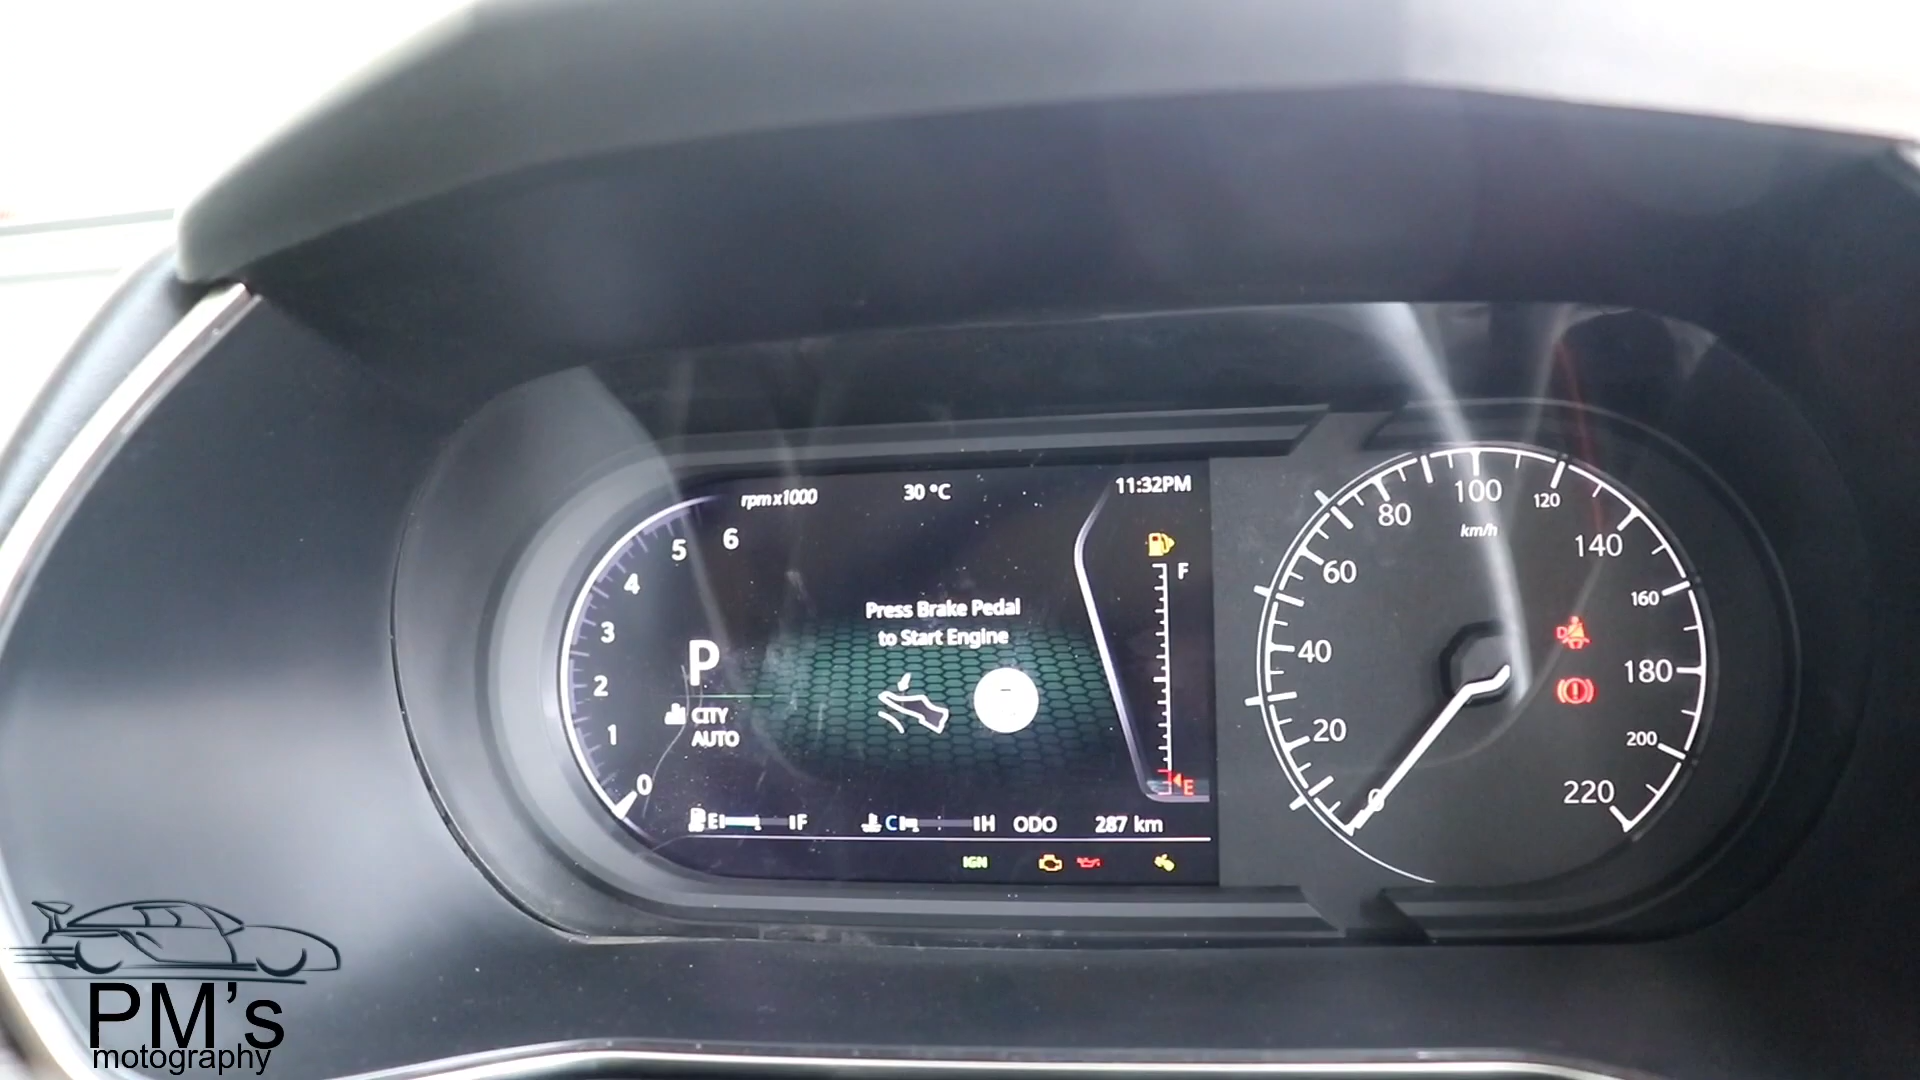 rpm x1000
30 °C
11:32PM
6
5
4
3
2
1
0
F
Press Brake Pedal
to Start Engine
P
CITY
AUTO
E
E F
C H
ODO 287 km
IGN
0
20
40
60
80
100
120
140
160
180
200
220
km/h
D
PM's
motography